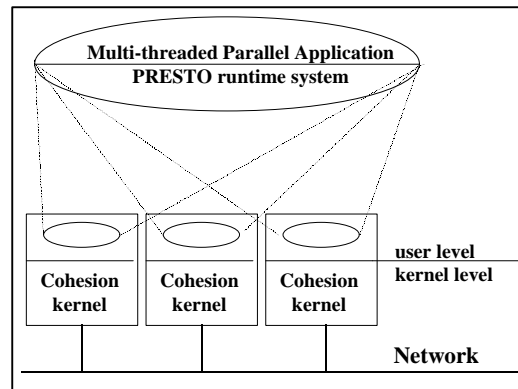 Multi-threaded Parallel Application
PRESTO runtime system
user level
kernel level
Cohesion
kernel
Cohesion
kernel
Cohesion
kernel
Network